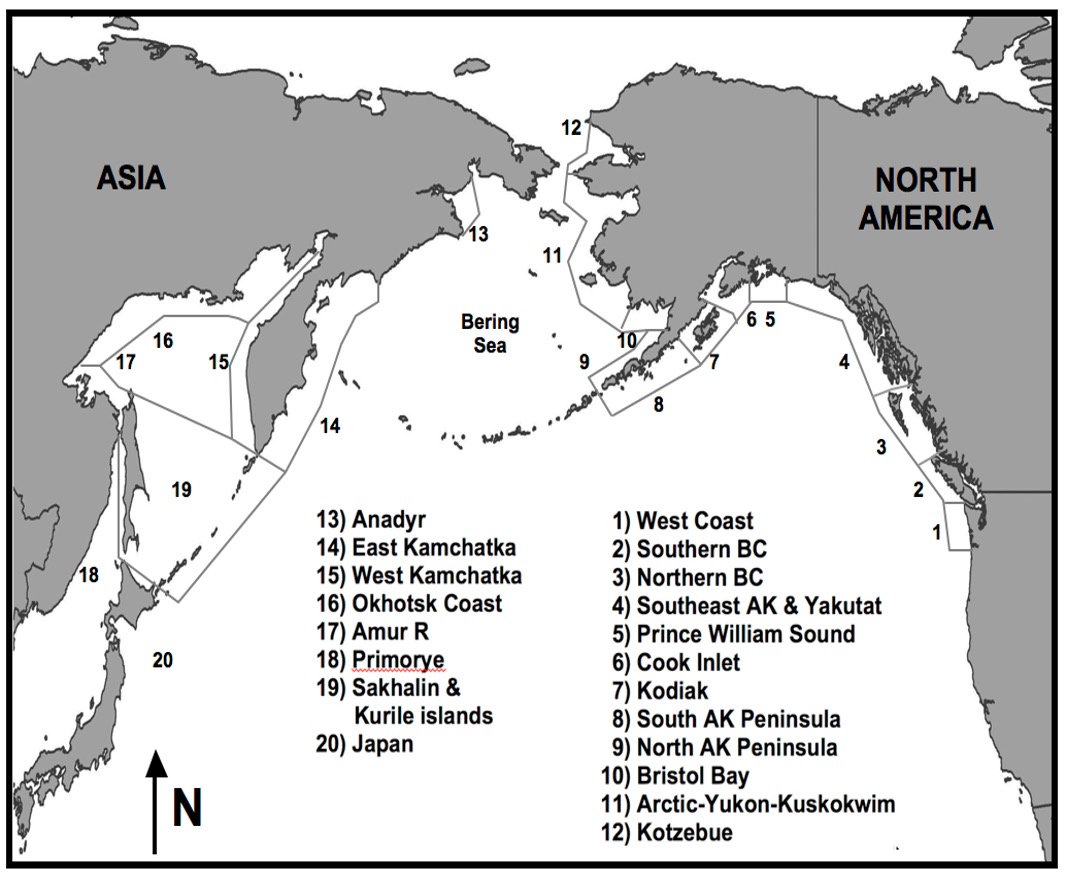 12
ASIA
NORTH
AMERICA
13
11
16
17
15
Bering
Sea
10
9
8
7
6
5
4
14
3
2
1
19
18
20
13) Anadyr
14) East Kamchatka
15) West Kamchatka
16) Okhotsk Coast
17) Amur R
18) Primorye
19) Sakhalin &
Kurile islands
20) Japan
1) West Coast
2) Southern BC
3) Northern BC
4) Southeast AK & Yakutat
5) Prince William Sound
6) Cook Inlet
7) Kodiak
8) South AK Peninsula
9) North AK Peninsula
10) Bristol Bay
11) Arctic-Yukon-Kuskokwim
12) Kotzebue
N